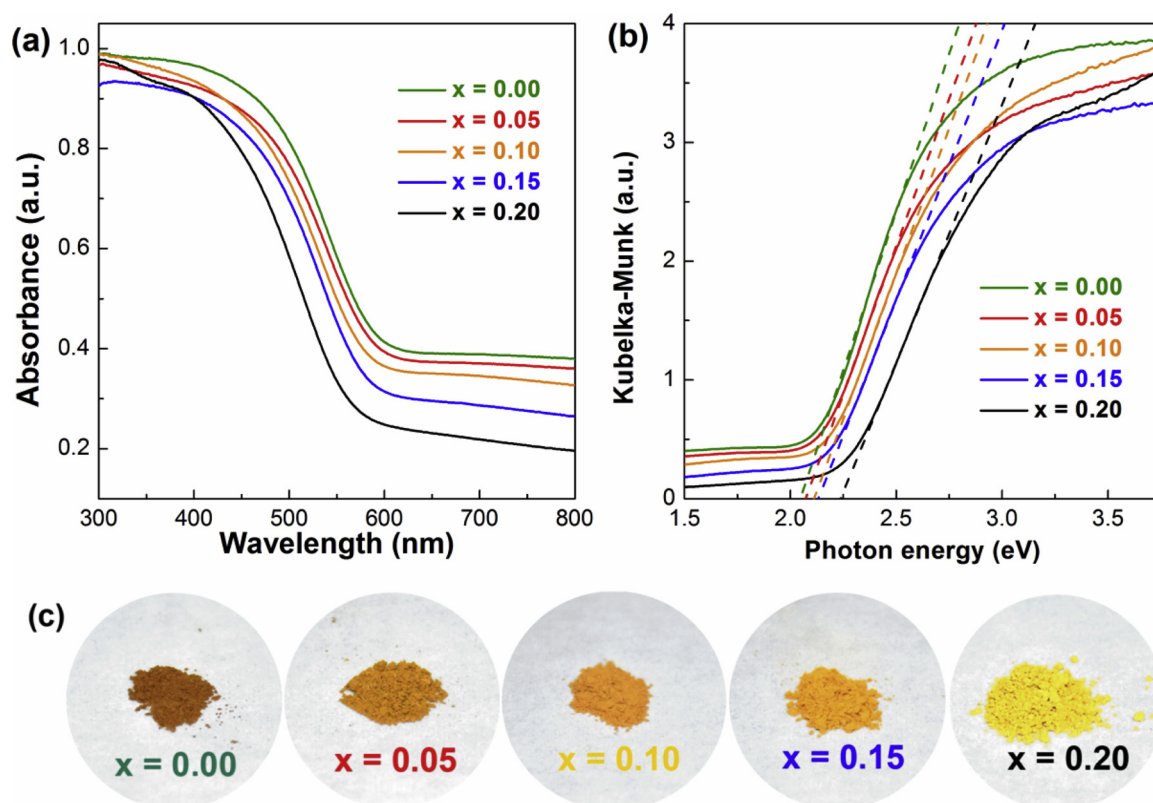 (a)
1.0
0.8
0.6
0.4
0.2
Absorbance (a.u.)
x = 0.00
x = 0.05
x = 0.10
x = 0.15
x = 0.20
300 400 500 600 700 800
Wavelength (nm)
(b)
4
3
2
1
0
Kubelka-Munk (a.u.)
x = 0.00
x = 0.05
x = 0.10
x = 0.15
x = 0.20
1.5 2.0 2.5 3.0 3.5
Photon energy (eV)
(c)
x = 0.00 x = 0.05 x = 0.10 x = 0.15 x = 0.20